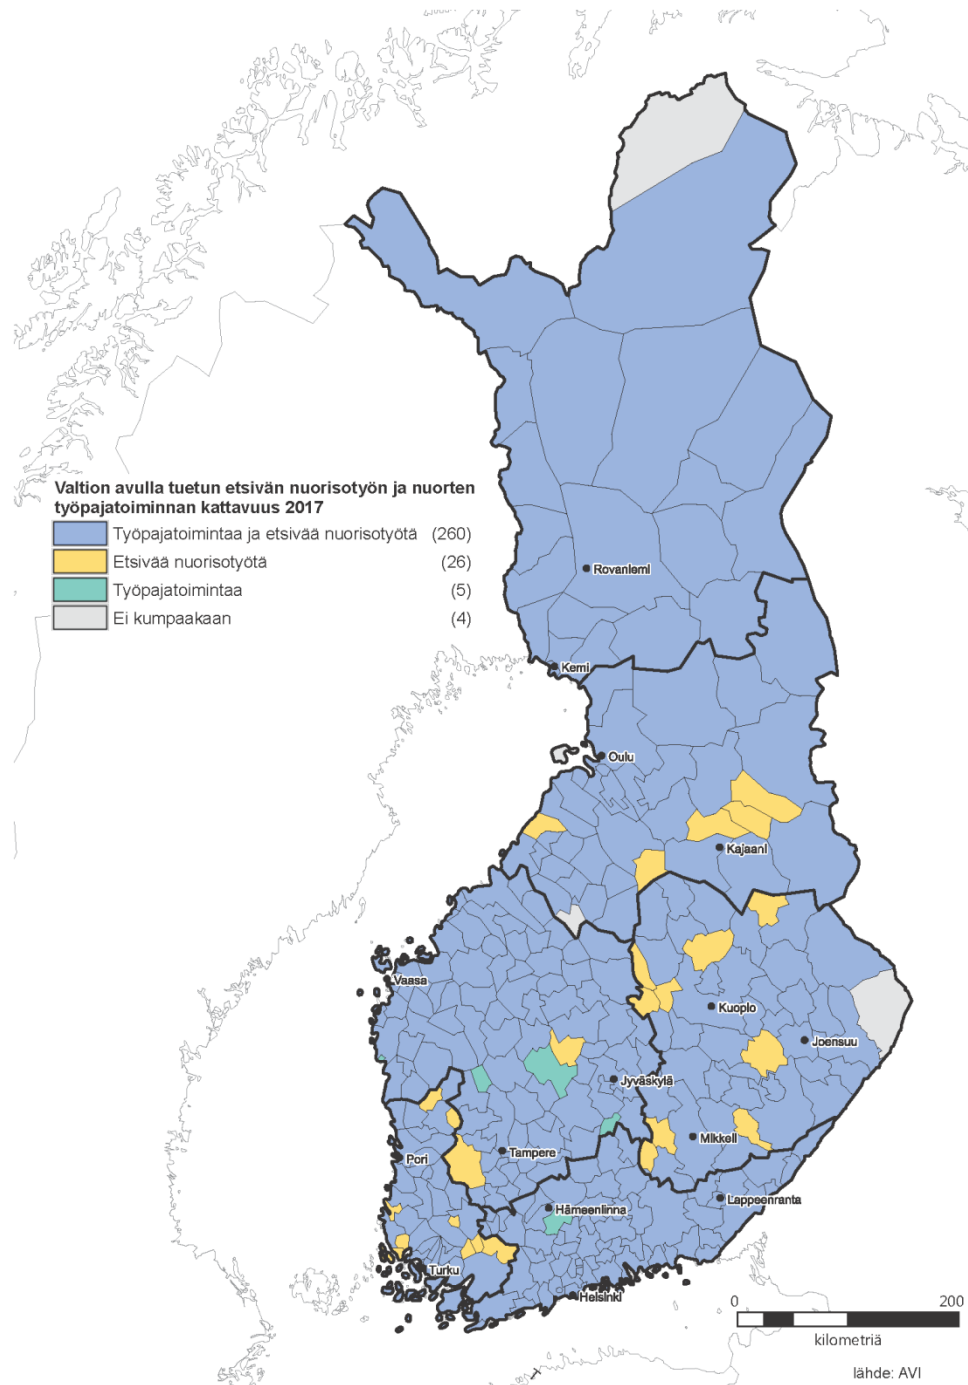 Valtion avulla tuetun etsivän nuorisotyön ja nuorten
työpajatoiminnan kattavuus 2017
Työpajatoimintaa ja etsivää nuorisotyötä (260)
Etsivää nuorisotyötä (26)
Työpajatoimintaa (5)
Ei kumpaakaan (4)
Rovaniemi
Kemi
Oulu
Kajaani
Vaasa
Kuopio
Joensuu
Jyväskylä
Mikkeli
Tampere
Pori
Lappeenranta
Hämeenlinna
Turku
Helsinki
0 200
kilometriä
lähde: AVI